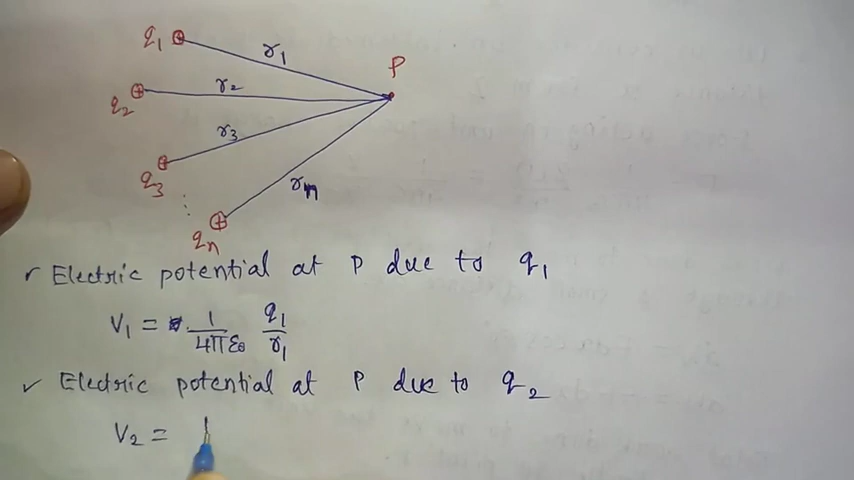 q₁ r₁ P
q₂ r₂
q₃ r₃
qₙ rₙ
Electric potential at P due to q₁
V₁ = 1/4πε₀ q₁/r₁
✓ Electric potential at P due to q₂
V₂ = 1